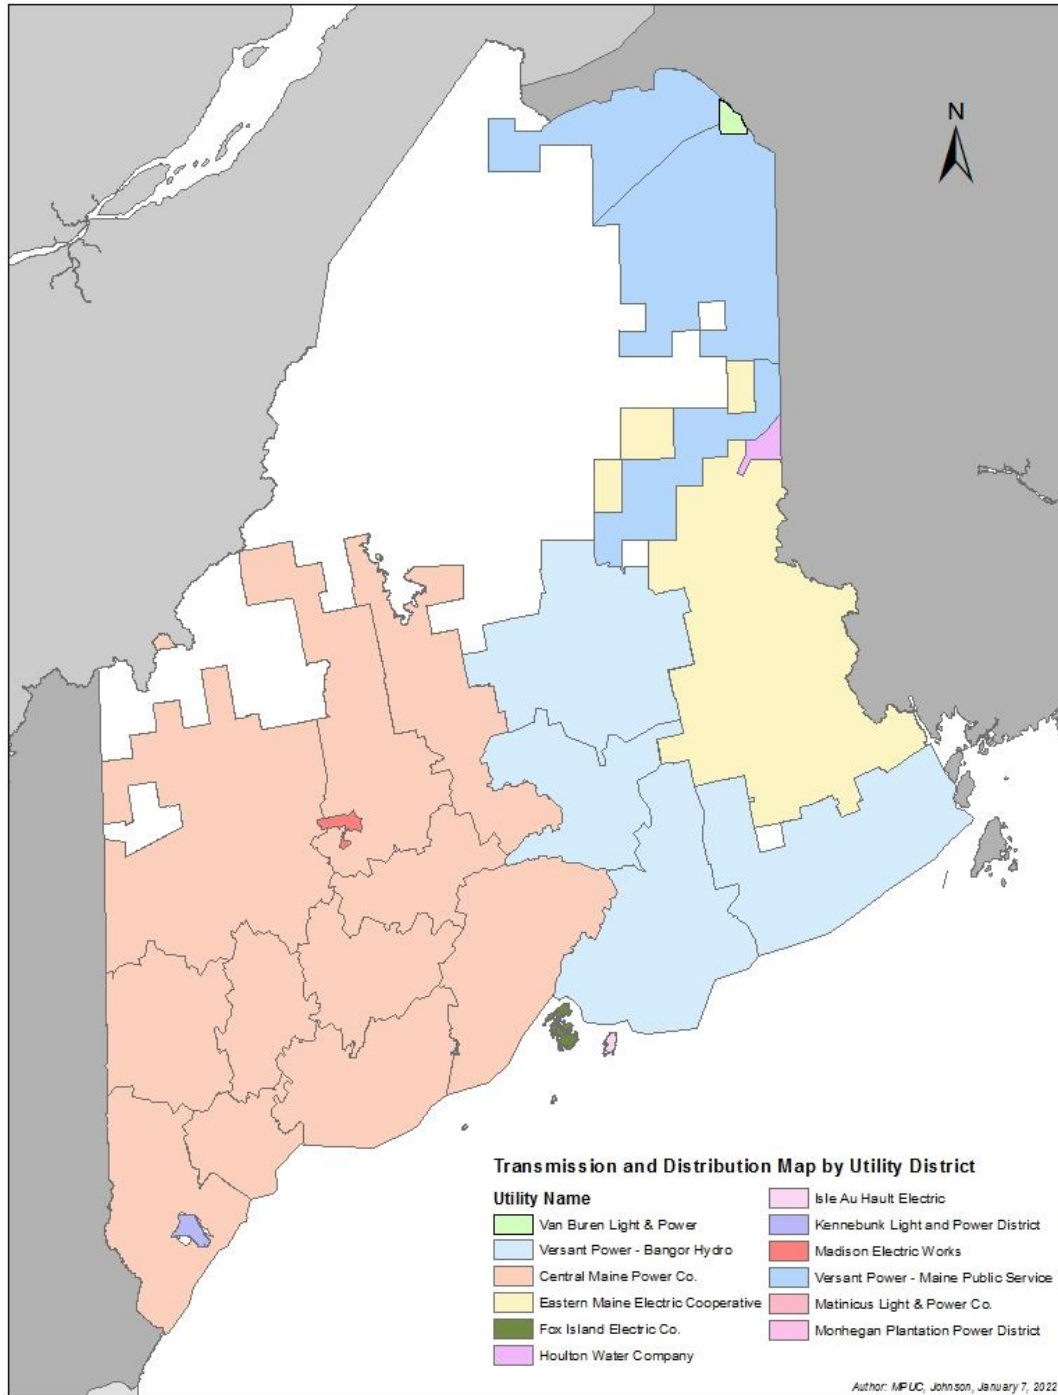 N
Transmission and Distribution Map by Utility District
Utility Name
Van Buren Light & Power
Versant Power - Bangor Hydro
Central Maine Power Co.
Eastern Maine Electric Cooperative
Fox Island Electric Co.
Houlton Water Company
Isle Au Hault Electric
Kennebunk Light and Power District
Madison Electric Works
Versant Power - Maine Public Service
Matinicus Light & Power Co.
Monhegan Plantation Power District
Author: MPUC, Johnson, January 7, 2022